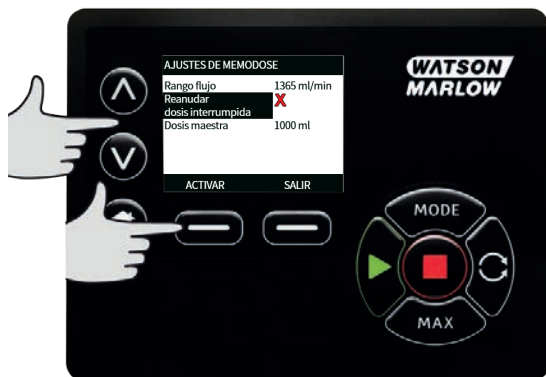 AJUSTES DE MEMODOSE
Rango flujo 1365 ml/min
Reanudar
dosis interrumpida X
Dosis maestra 1000 ml
ACTIVAR SALIR
WATSON
MARLOW
MODE
MAX